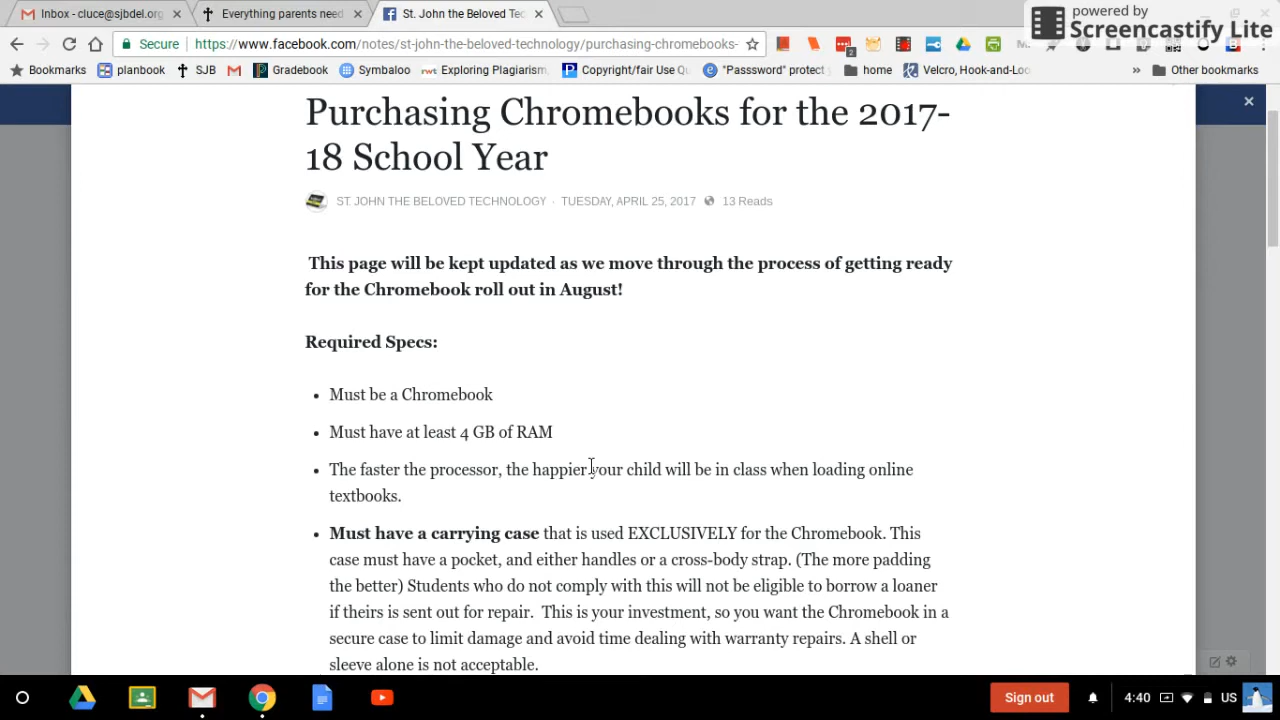 Inbox - cluce@sjbdel.org
Everything parents need
St. John the Beloved Tec
powered by
Screencastify Lite
Secure
https://www.facebook.com/notes/st-john-the-beloved-technology/purchasing-chromebooks-
Bookmarks
planbook
SJB
Gradebook
Symbaloo
Exploring Plagiarism,
Copyright/fair Use Qu
"Passsword" protect
home
Velcro, Hook-and-Loo
Other bookmarks
Purchasing Chromebooks for the 2017-
18 School Year
ST. JOHN THE BELOVED TECHNOLOGY · TUESDAY, APRIL 25, 2017
13 Reads
This page will be kept updated as we move through the process of getting ready
for the Chromebook roll out in August!
Required Specs:
Must be a Chromebook
Must have at least 4 GB of RAM
The faster the processor, the happier your child will be in class when loading online
textbooks.
Must have a carrying case that is used EXCLUSIVELY for the Chromebook. This
case must have a pocket, and either handles or a cross-body strap. (The more padding
the better) Students who do not comply with this will not be eligible to borrow a loaner
if theirs is sent out for repair.  This is your investment, so you want the Chromebook in a
secure case to limit damage and avoid time dealing with warranty repairs. A shell or
sleeve alone is not acceptable.
Sign out
4:40
US